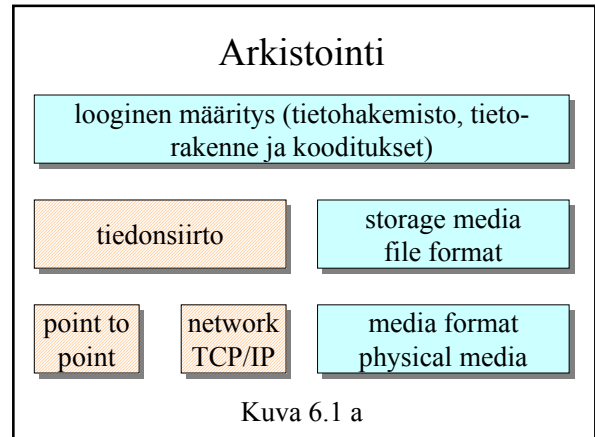 Arkistointi
looginen määritys (tietohakemisto, tieto-
rakenne ja kooditukset)
tiedonsiirto
storage media
file format
point to
point
network
TCP/IP
media format
physical media
Kuva 6.1 a